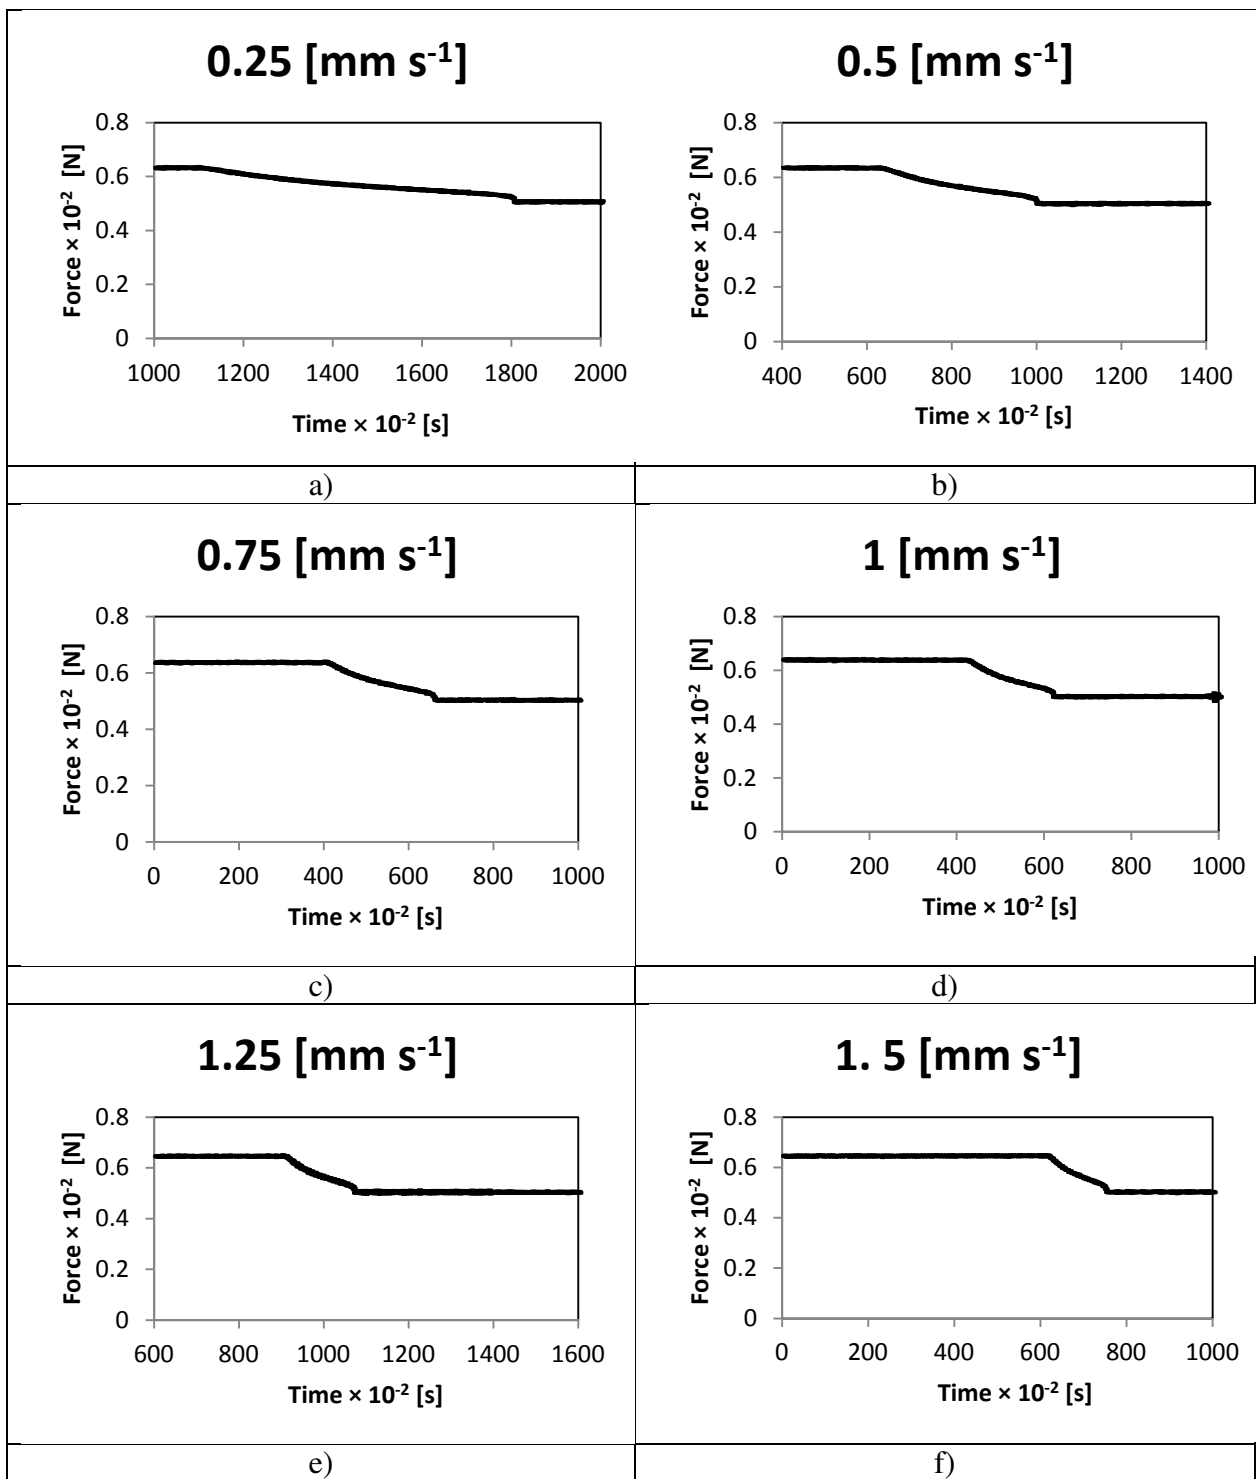 0.25 [mm s-1]
0.8
0.6
0.4
0.2
0
Force × 10-2 [N]
1000 1200 1400 1600 1800 2000
Time × 10-2 [s]
0.5 [mm s-1]
0.8
0.6
0.4
0.2
0
Force × 10-2 [N]
400 600 800 1000 1200 1400
Time × 10-2 [s]
a)
b)
0.75 [mm s-1]
0.8
0.6
0.4
0.2
0
Force × 10-2 [N]
0 200 400 600 800 1000
Time × 10-2 [s]
1 [mm s-1]
0.8
0.6
0.4
0.2
0
Force × 10-2 [N]
0 200 400 600 800 1000
Time × 10-2 [s]
c)
d)
1.25 [mm s-1]
0.8
0.6
0.4
0.2
0
Force × 10-2 [N]
600 800 1000 1200 1400 1600
Time × 10-2 [s]
1. 5 [mm s-1]
0.8
0.6
0.4
0.2
0
Force × 10-2 [N]
0 200 400 600 800 1000
Time × 10-2 [s]
e)
f)